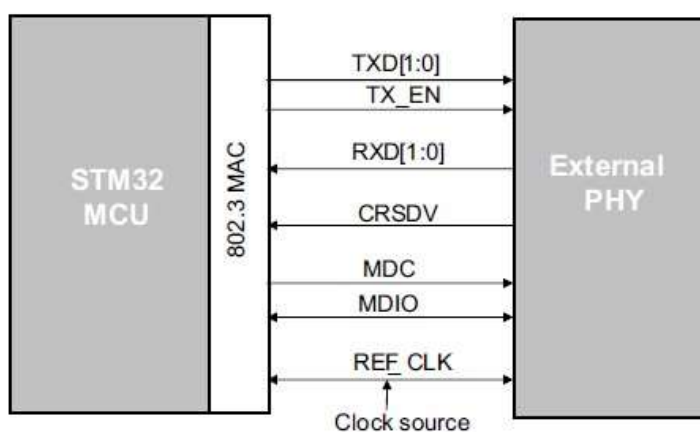 STM32
MCU
802.3 MAC
TXD[1:0]
TX_EN
RXD[1:0]
CRSDV
MDC
MDIO
REF_CLK
Clock source
External
PHY